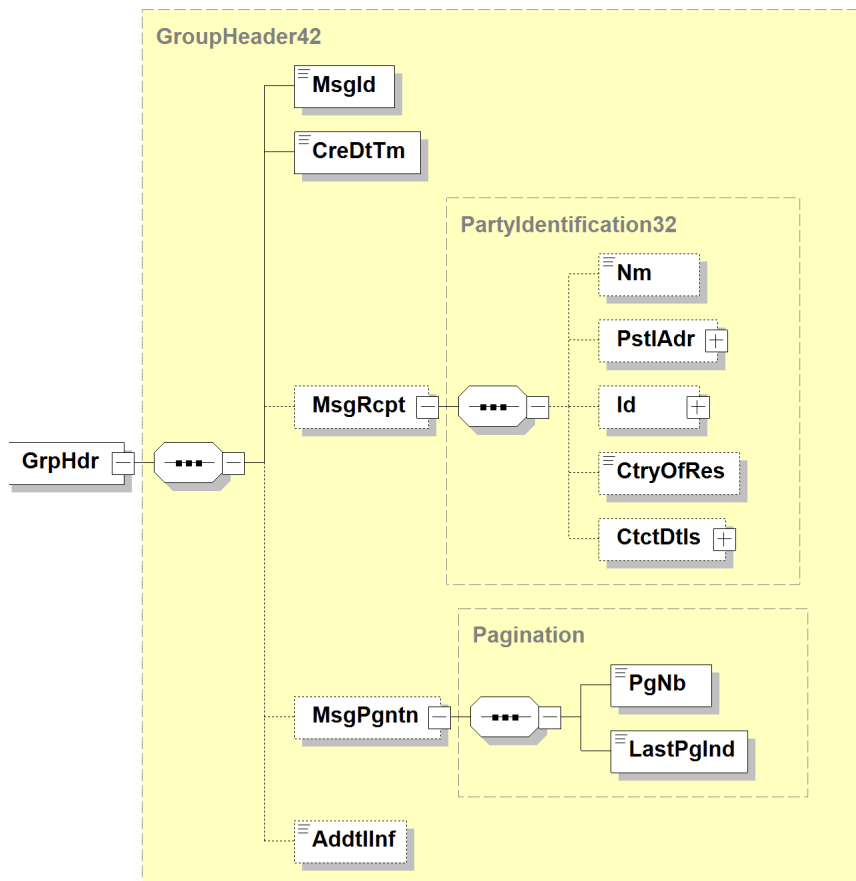 GroupHeader42
MsgId
CreDtTm
PartyIdentification32
Nm
PstlAdr
MsgRcpt
Id
GrpHdr
CtryOfRes
CtctDtls
Pagination
PgNb
MsgPgntn
LastPgInd
AddtlInf